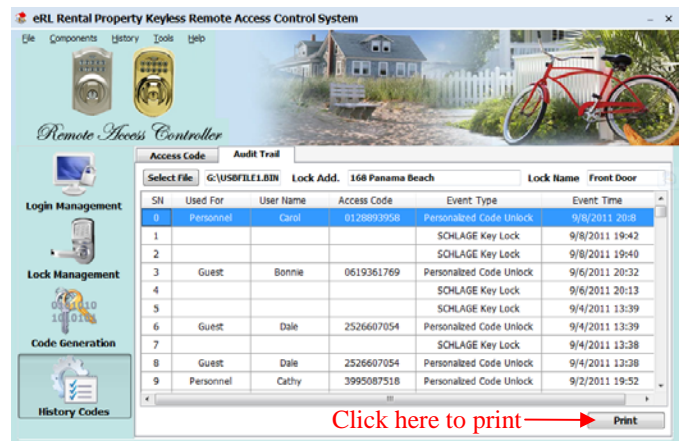 eRL Rental Property Keyless Remote Access Control System
File Components History Tools Help
Remote Access Controller
Access Code Audit Trail
Select File G:\USBFILE1.BIN Lock Add. 168 Panama Beach Lock Name Front Door
Login Management
Lock Management
Code Generation
History Codes
SN Used For User Name Access Code Event Type Event Time
0 Personnel Carol 0128893958 Personalized Code Unlock 9/8/2011 20:8
1 SCHLAGE Key Lock 9/8/2011 19:42
2 SCHLAGE Key Lock 9/8/2011 19:40
3 Guest Bonnie 0619361769 Personalized Code Unlock 9/6/2011 20:32
4 SCHLAGE Key Lock 9/6/2011 20:13
5 SCHLAGE Key Lock 9/4/2011 13:39
6 Guest Dale 2526607054 Personalized Code Unlock 9/4/2011 13:39
7 SCHLAGE Key Lock 9/4/2011 13:38
8 Guest Dale 2526607054 Personalized Code Unlock 9/4/2011 13:38
9 Personnel Cathy 3995087518 Personalized Code Unlock 9/2/2011 19:52
Click here to print Print